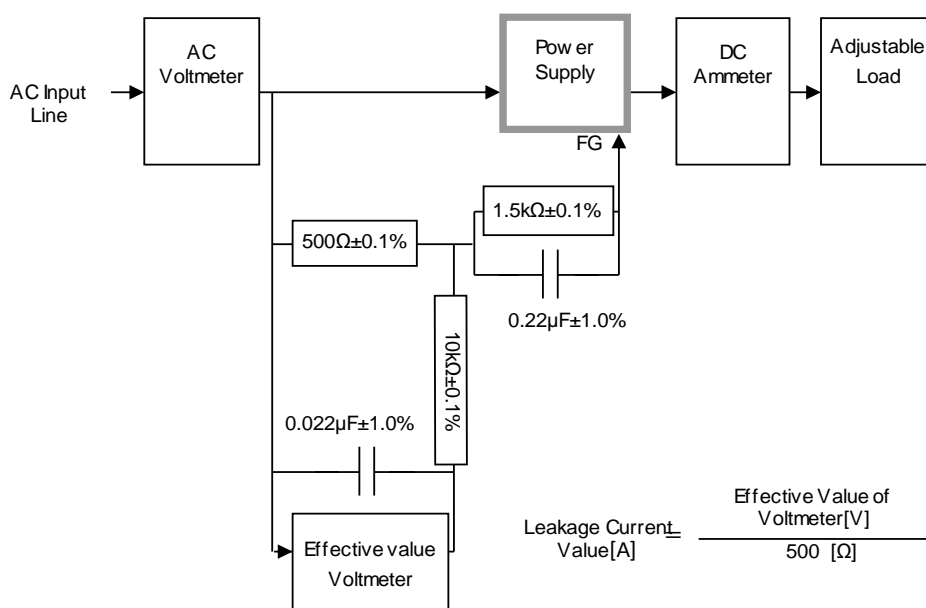 AC
Voltmeter
Power
Supply
DC
Ammeter
Adjustable
Load
AC Input
Line
FG
1.5kΩ±0.1%
500Ω±0.1%
0.22µF±1.0%
10kΩ±0.1%
0.022µF±1.0%
Effective value
Voltmeter
Leakage Current
Value[A]
=
Effective Value of
Voltmeter[V]
500 [Ω]